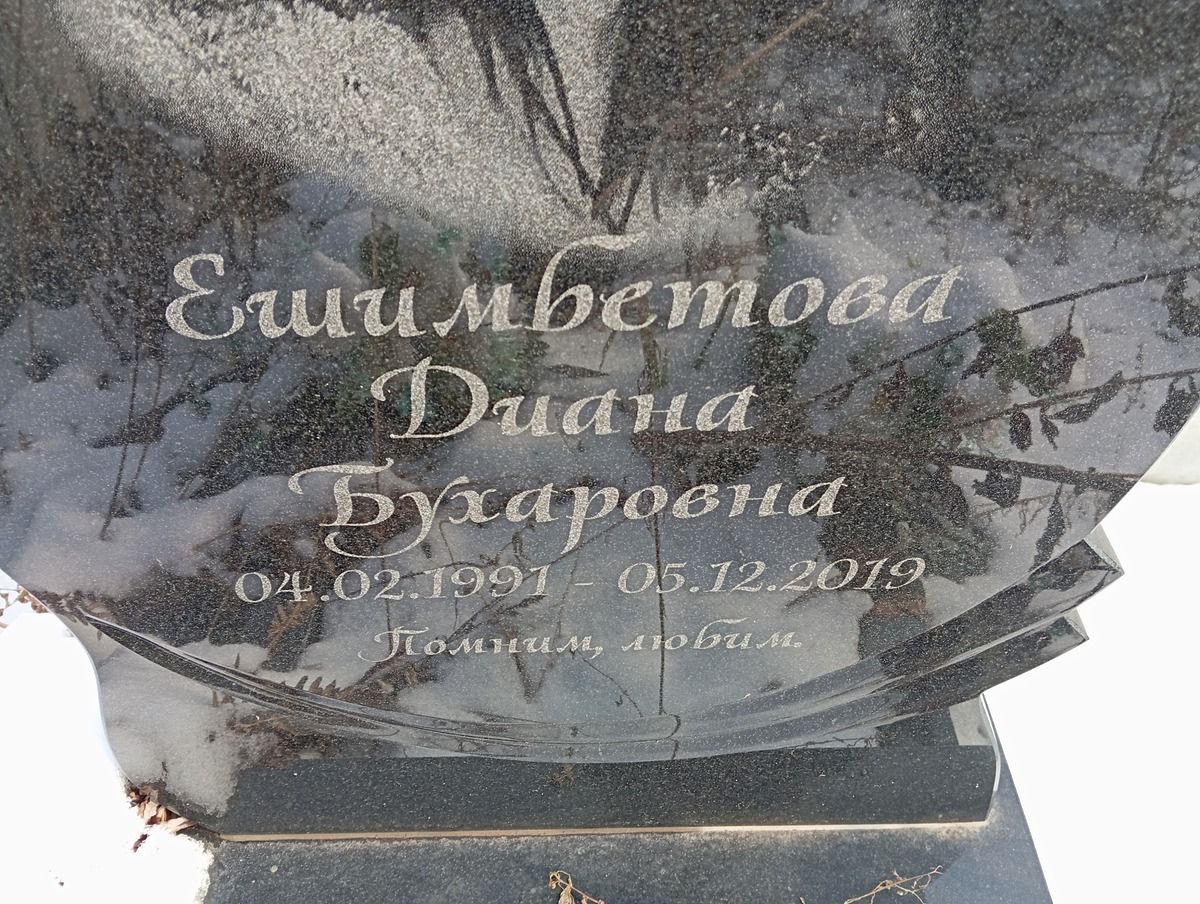 Ешимбетова
Диана
Бухаровна
04.02.1991 - 05.12.2019
Помним, любим.